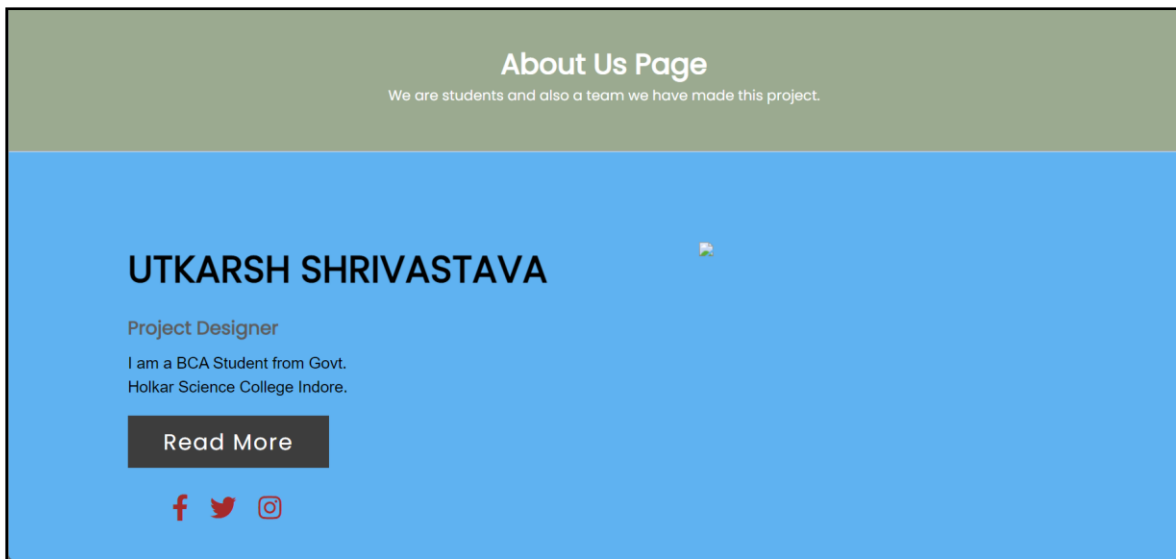 About Us Page
We are students and also a team we have made this project.
UTKARSH SHRIVASTAVA
Project Designer
I am a BCA Student from Govt.
Holkar Science College Indore.
Read More